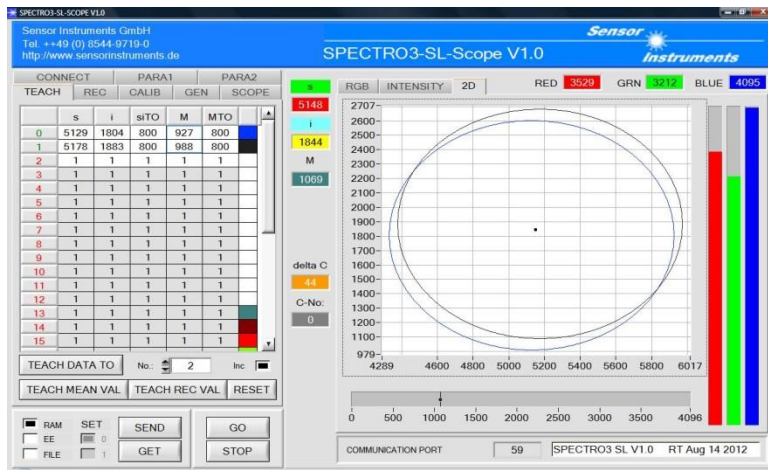 SPECTRO3-SL-SCOPE V1.0
Sensor Instruments GmbH
Tel. ++49 (0) 8544-9719-0
http://www.sensorinstruments.de
SPECTRO3-SL-Scope V1.0
Sensor
Instruments
CONNECT PARA1 PARA2
TEACH REC CALIB GEN SCOPE
s i siTO M MTO
0 5129 1804 800 927 800
1 5178 1883 800 988 800
2 1 1 1 1 1
3 1 1 1 1 1
4 1 1 1 1 1
5 1 1 1 1 1
6 1 1 1 1 1
7 1 1 1 1 1
8 1 1 1 1 1
9 1 1 1 1 1
10 1 1 1 1 1
11 1 1 1 1 1
12 1 1 1 1 1
13 1 1 1 1 1
14 1 1 1 1 1
15 1 1 1 1 1
TEACH DATA TO No.: 2 Inc
TEACH MEAN VAL TEACH REC VAL RESET
RAM SET SEND GO
EE 0
FILE 1 GET STOP
s
5148
i
1844
M
1069
delta C
44
C-No:
0
RGB INTENSITY 2D RED 3529 GRN 3212 BLUE 4095
2707
2600
2500
2400
2300
2200
2100
2000
1900
1800
1700
1600
1500
1400
1300
1200
1100
979
4289 4600 4800 5000 5200 5400 5600 5800 6017
0 500 1000 1500 2000 2500 3000 3500 4096
COMMUNICATION PORT 59 SPECTRO3 SL V1.0 RT Aug 14 2012